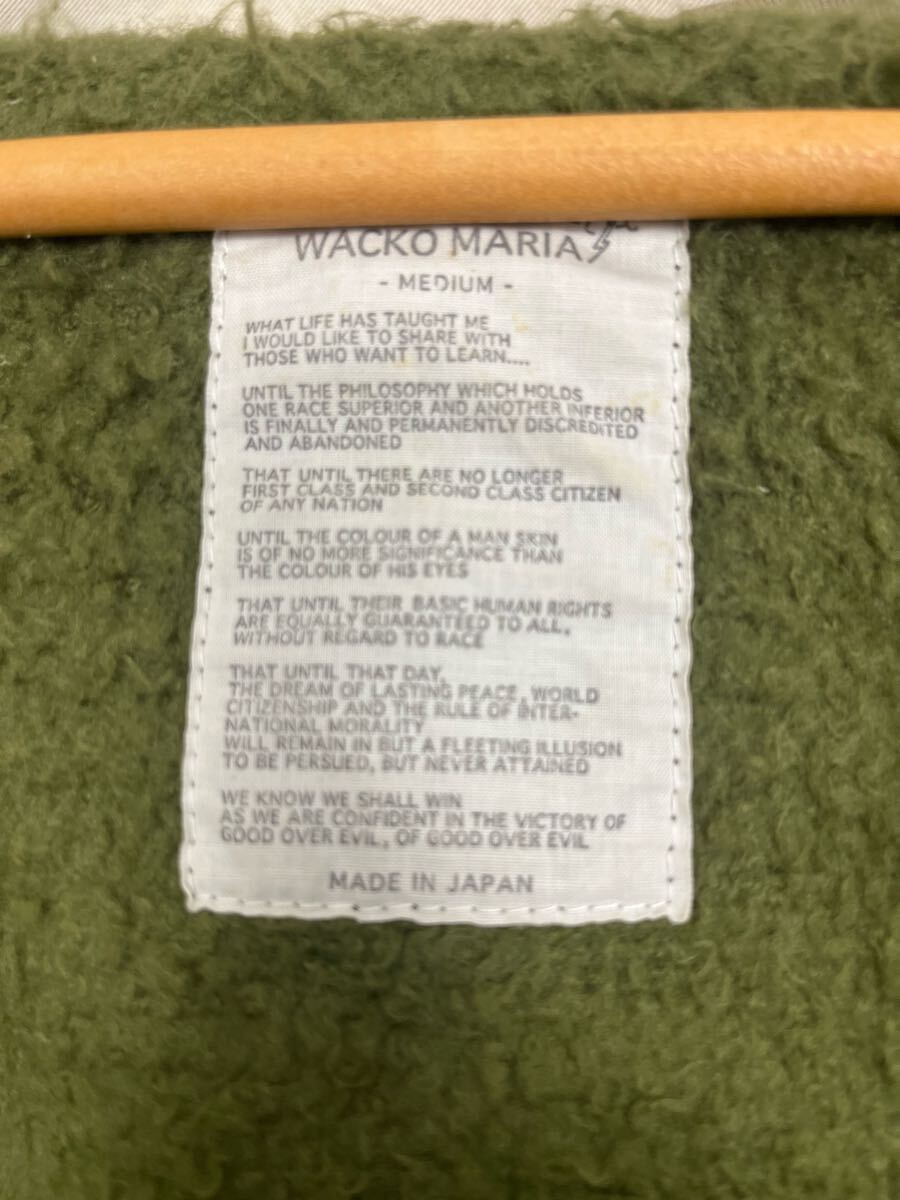 WACKO MARIA
- MEDIUM -
WHAT LIFE HAS TAUGHT ME
I WOULD LIKE TO SHARE WITH
THOSE WHO WANT TO LEARN....
UNTIL THE PHILOSOPHY WHICH HOLDS
ONE RACE SUPERIOR AND ANOTHER INFERIOR
IS FINALLY AND PERMANENTLY DISCREDITED
AND ABANDONED
THAT UNTIL THERE ARE NO LONGER
FIRST CLASS AND SECOND CLASS CITIZEN
OF ANY NATION
UNTIL THE COLOUR OF A MAN SKIN
IS OF NO MORE SIGNIFICANCE THAN
THE COLOUR OF HIS EYES
THAT UNTIL THEIR BASIC HUMAN RIGHTS
ARE EQUALLY GUARANTEED TO ALL,
WITHOUT REGARD TO RACE
THAT UNTIL THAT DAY,
THE DREAM OF LASTING PEACE, WORLD
CITIZENSHIP AND THE RULE OF INTER-
NATIONAL MORALITY
WILL REMAIN IN BUT A FLEETING ILLUSION
TO BE PERSUED, BUT NEVER ATTAINED
WE KNOW WE SHALL WIN
AS WE ARE CONFIDENT IN THE VICTORY OF
GOOD OVER EVIL, OF GOOD OVER EVIL
MADE IN JAPAN